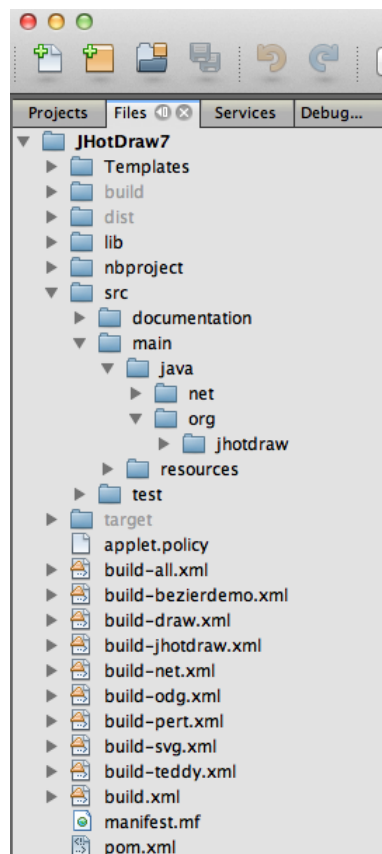 Projects Files Services Debug...
JHotDraw7
Templates
build
dist
lib
nbproject
src
documentation
main
java
net
org
jhotdraw
resources
test
target
applet.policy
build-all.xml
build-bezierdemo.xml
build-draw.xml
build-jhotdraw.xml
build-net.xml
build-odg.xml
build-pert.xml
build-svg.xml
build-teddy.xml
build.xml
manifest.mf
pom.xml